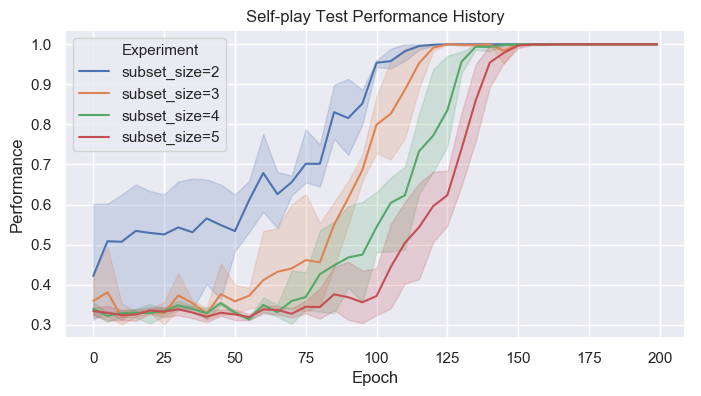 Self-play Test Performance History
Experiment
subset_size=2
subset_size=3
subset_size=4
subset_size=5
Performance
1.0
0.9
0.8
0.7
0.6
0.5
0.4
0.3
0 25 50 75 100 125 150 175 200
Epoch